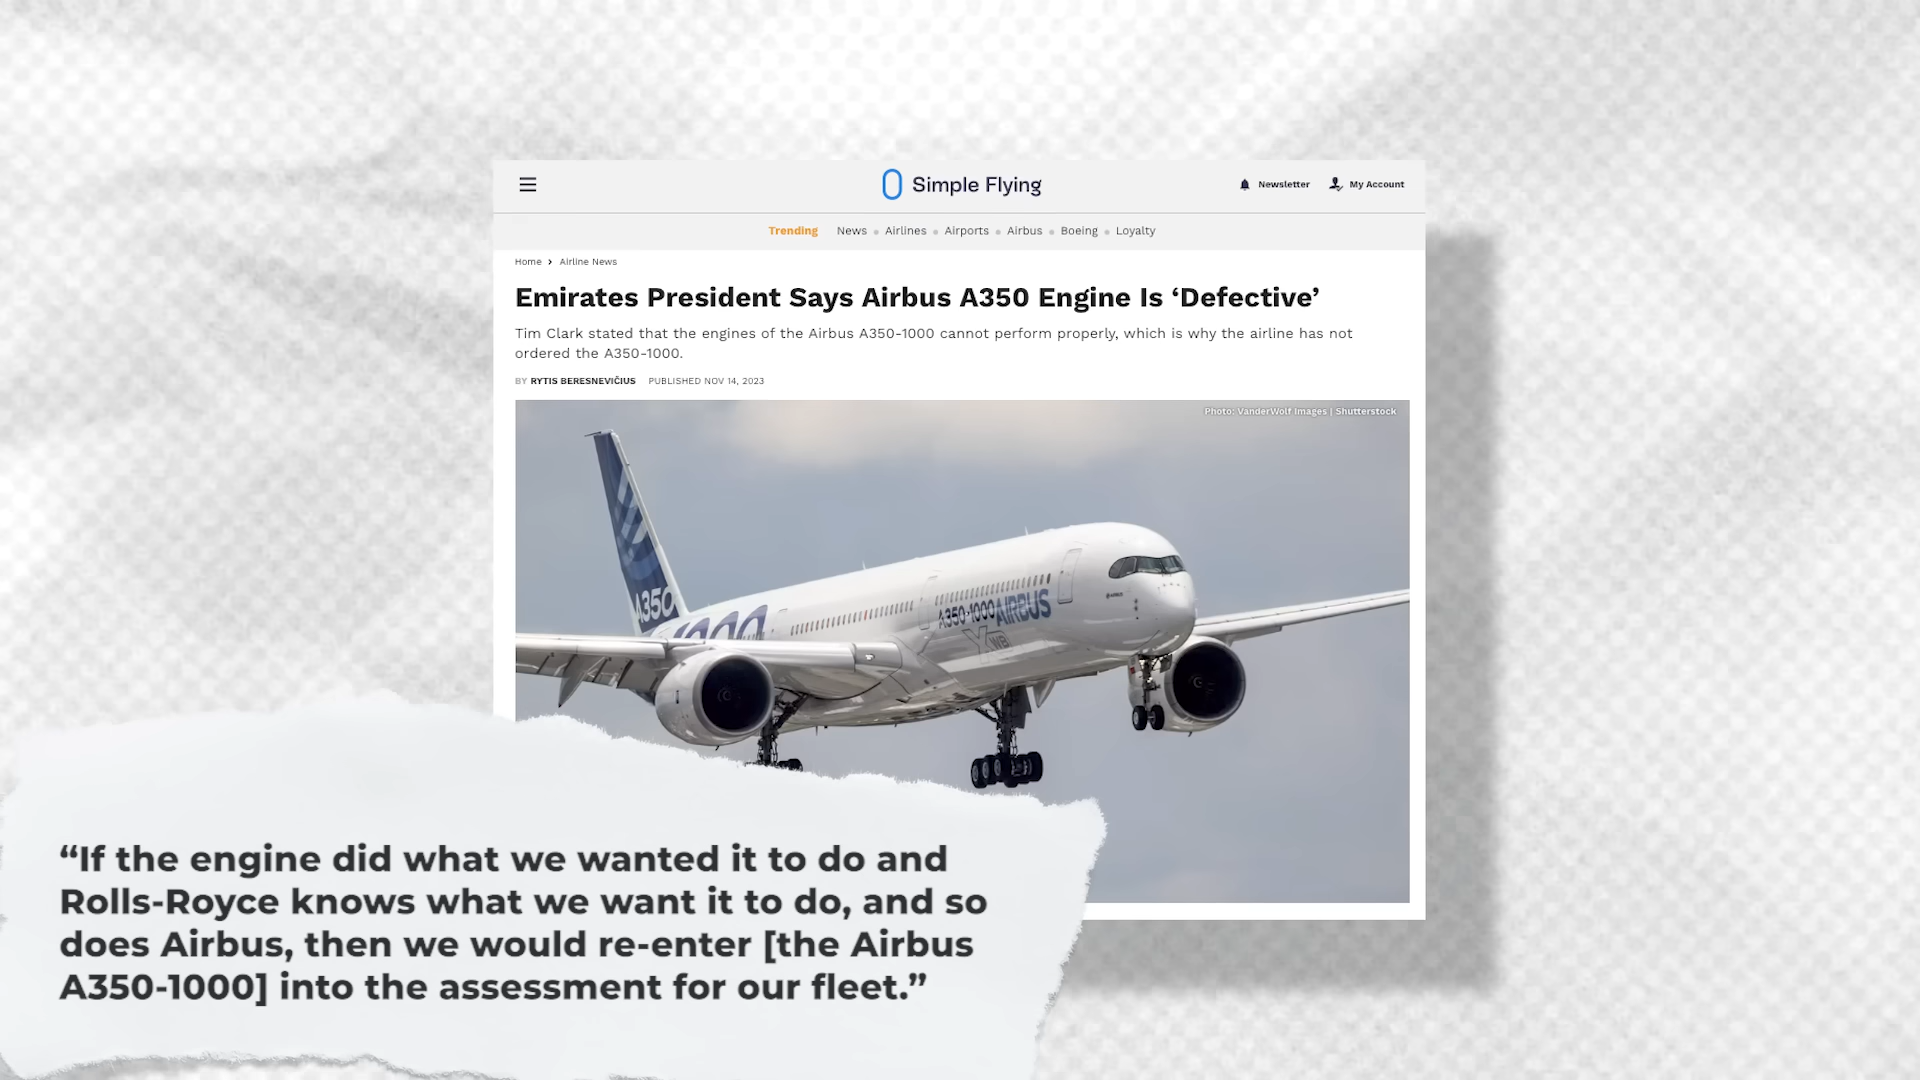 Simple Flying
Newsletter
My Account
Trending News Airlines Airports Airbus Boeing Loyalty
Home > Airline News
Emirates President Says Airbus A350 Engine Is ‘Defective’
Tim Clark stated that the engines of the Airbus A350-1000 cannot perform properly, which is why the airline has not
ordered the A350-1000.
BY RYTIS BERESNEVIČIUS PUBLISHED NOV 14, 2023
Photo: VanderWolf Images | Shutterstock
A350
1000
A350-1000 AIRBUS
XWB
“If the engine did what we wanted it to do and
Rolls-Royce knows what we want it to do, and so
does Airbus, then we would re-enter [the Airbus
A350-1000] into the assessment for our fleet.”